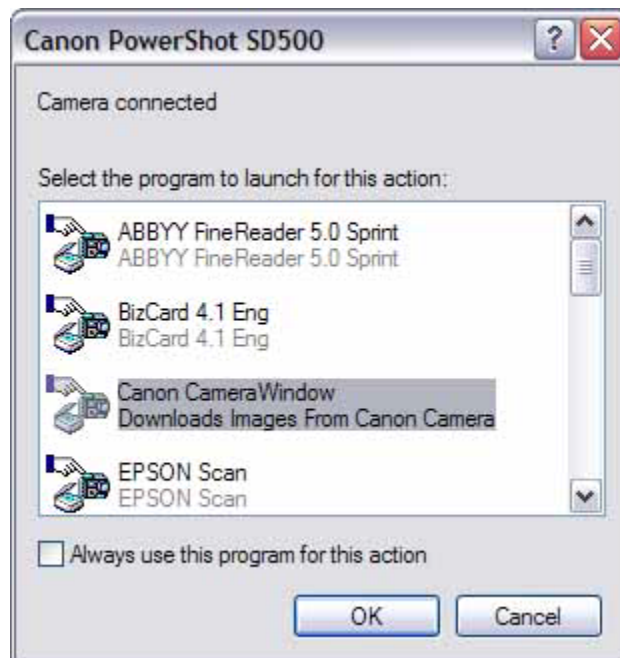 Canon PowerShot SD500
Camera connected
Select the program to launch for this action:
ABBYY FineReader 5.0 Sprint
ABBYY FineReader 5.0 Sprint
BizCard 4.1 Eng
BizCard 4.1 Eng
Canon CameraWindow
Downloads Images From Canon Camera
EPSON Scan
EPSON Scan
Always use this program for this action
OK Cancel